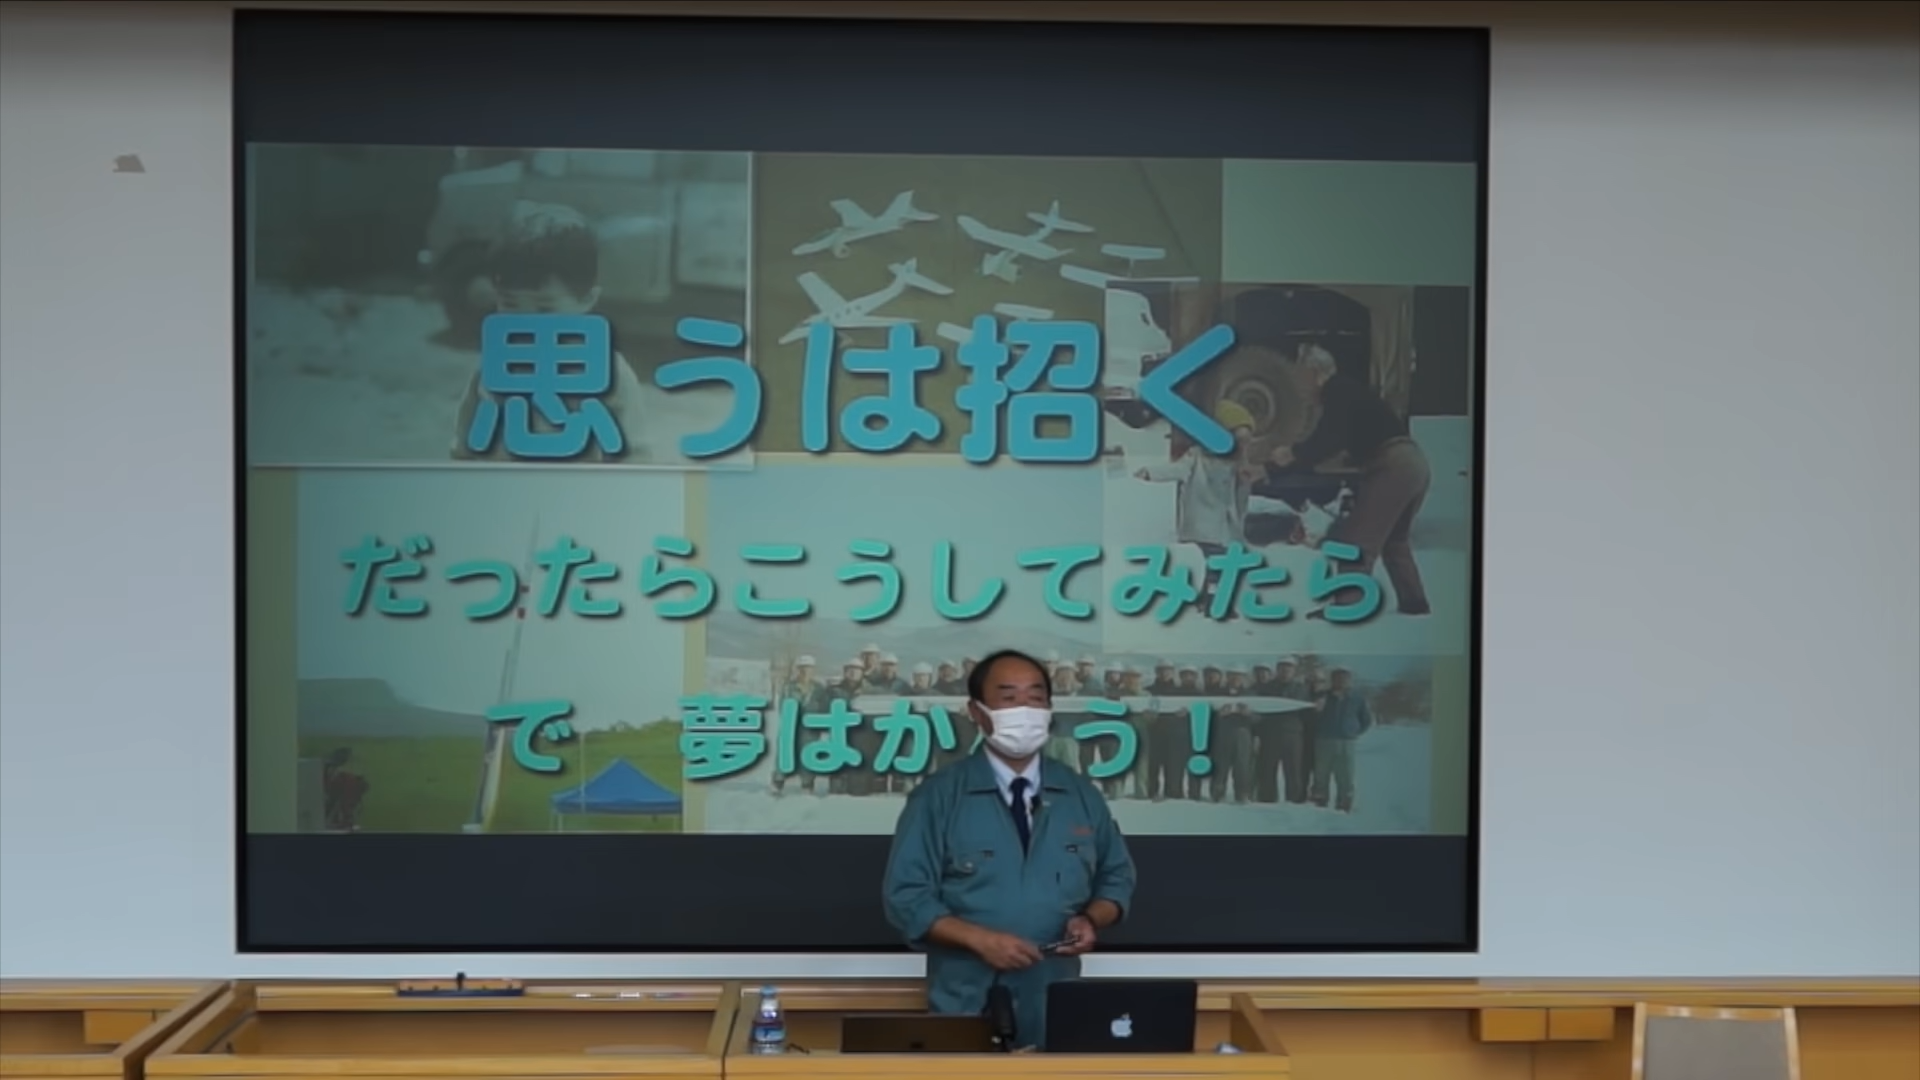 思うは招く
だったらこうしてみたら
で 夢はかなう！